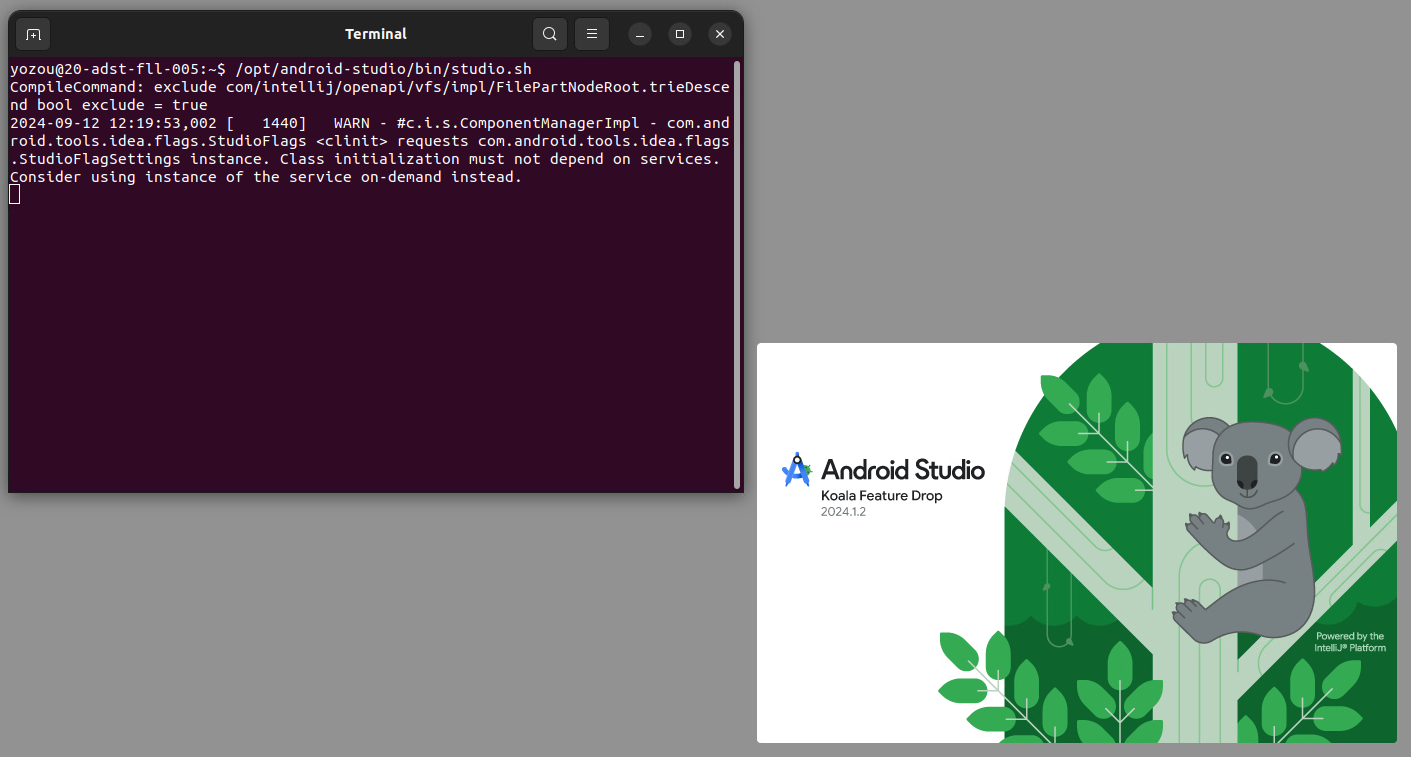 Terminal
yozou@20-adst-fll-005:~$ /opt/android-studio/bin/studio.sh
CompileCommand: exclude com/intellij/openapi/vfs/impl/FilePartNodeRoot.trieDesce
nd bool exclude = true
2024-09-12 12:19:53,002 [   1440]   WARN - #c.i.s.ComponentManagerImpl - com.and
roid.tools.idea.flags.StudioFlags <clinit> requests com.android.tools.idea.flags
.StudioFlagSettings instance. Class initialization must not depend on services.
Consider using instance of the service on-demand instead.
Android Studio
Koala Feature Drop
2024.1.2
Powered by the
IntelliJ® Platform